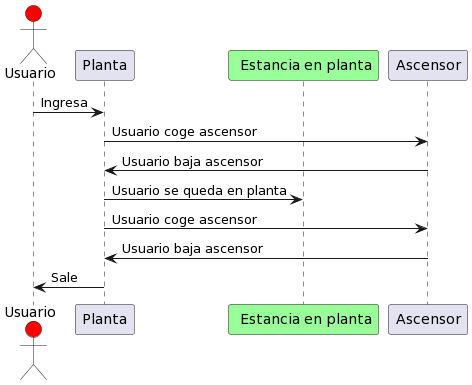 Usuario
Planta
Estancia en planta
Ascensor
Ingresa
Usuario coge ascensor
Usuario baja ascensor
Usuario se queda en planta
Usuario coge ascensor
Usuario baja ascensor
Sale
Usuario
Planta
Estancia en planta
Ascensor